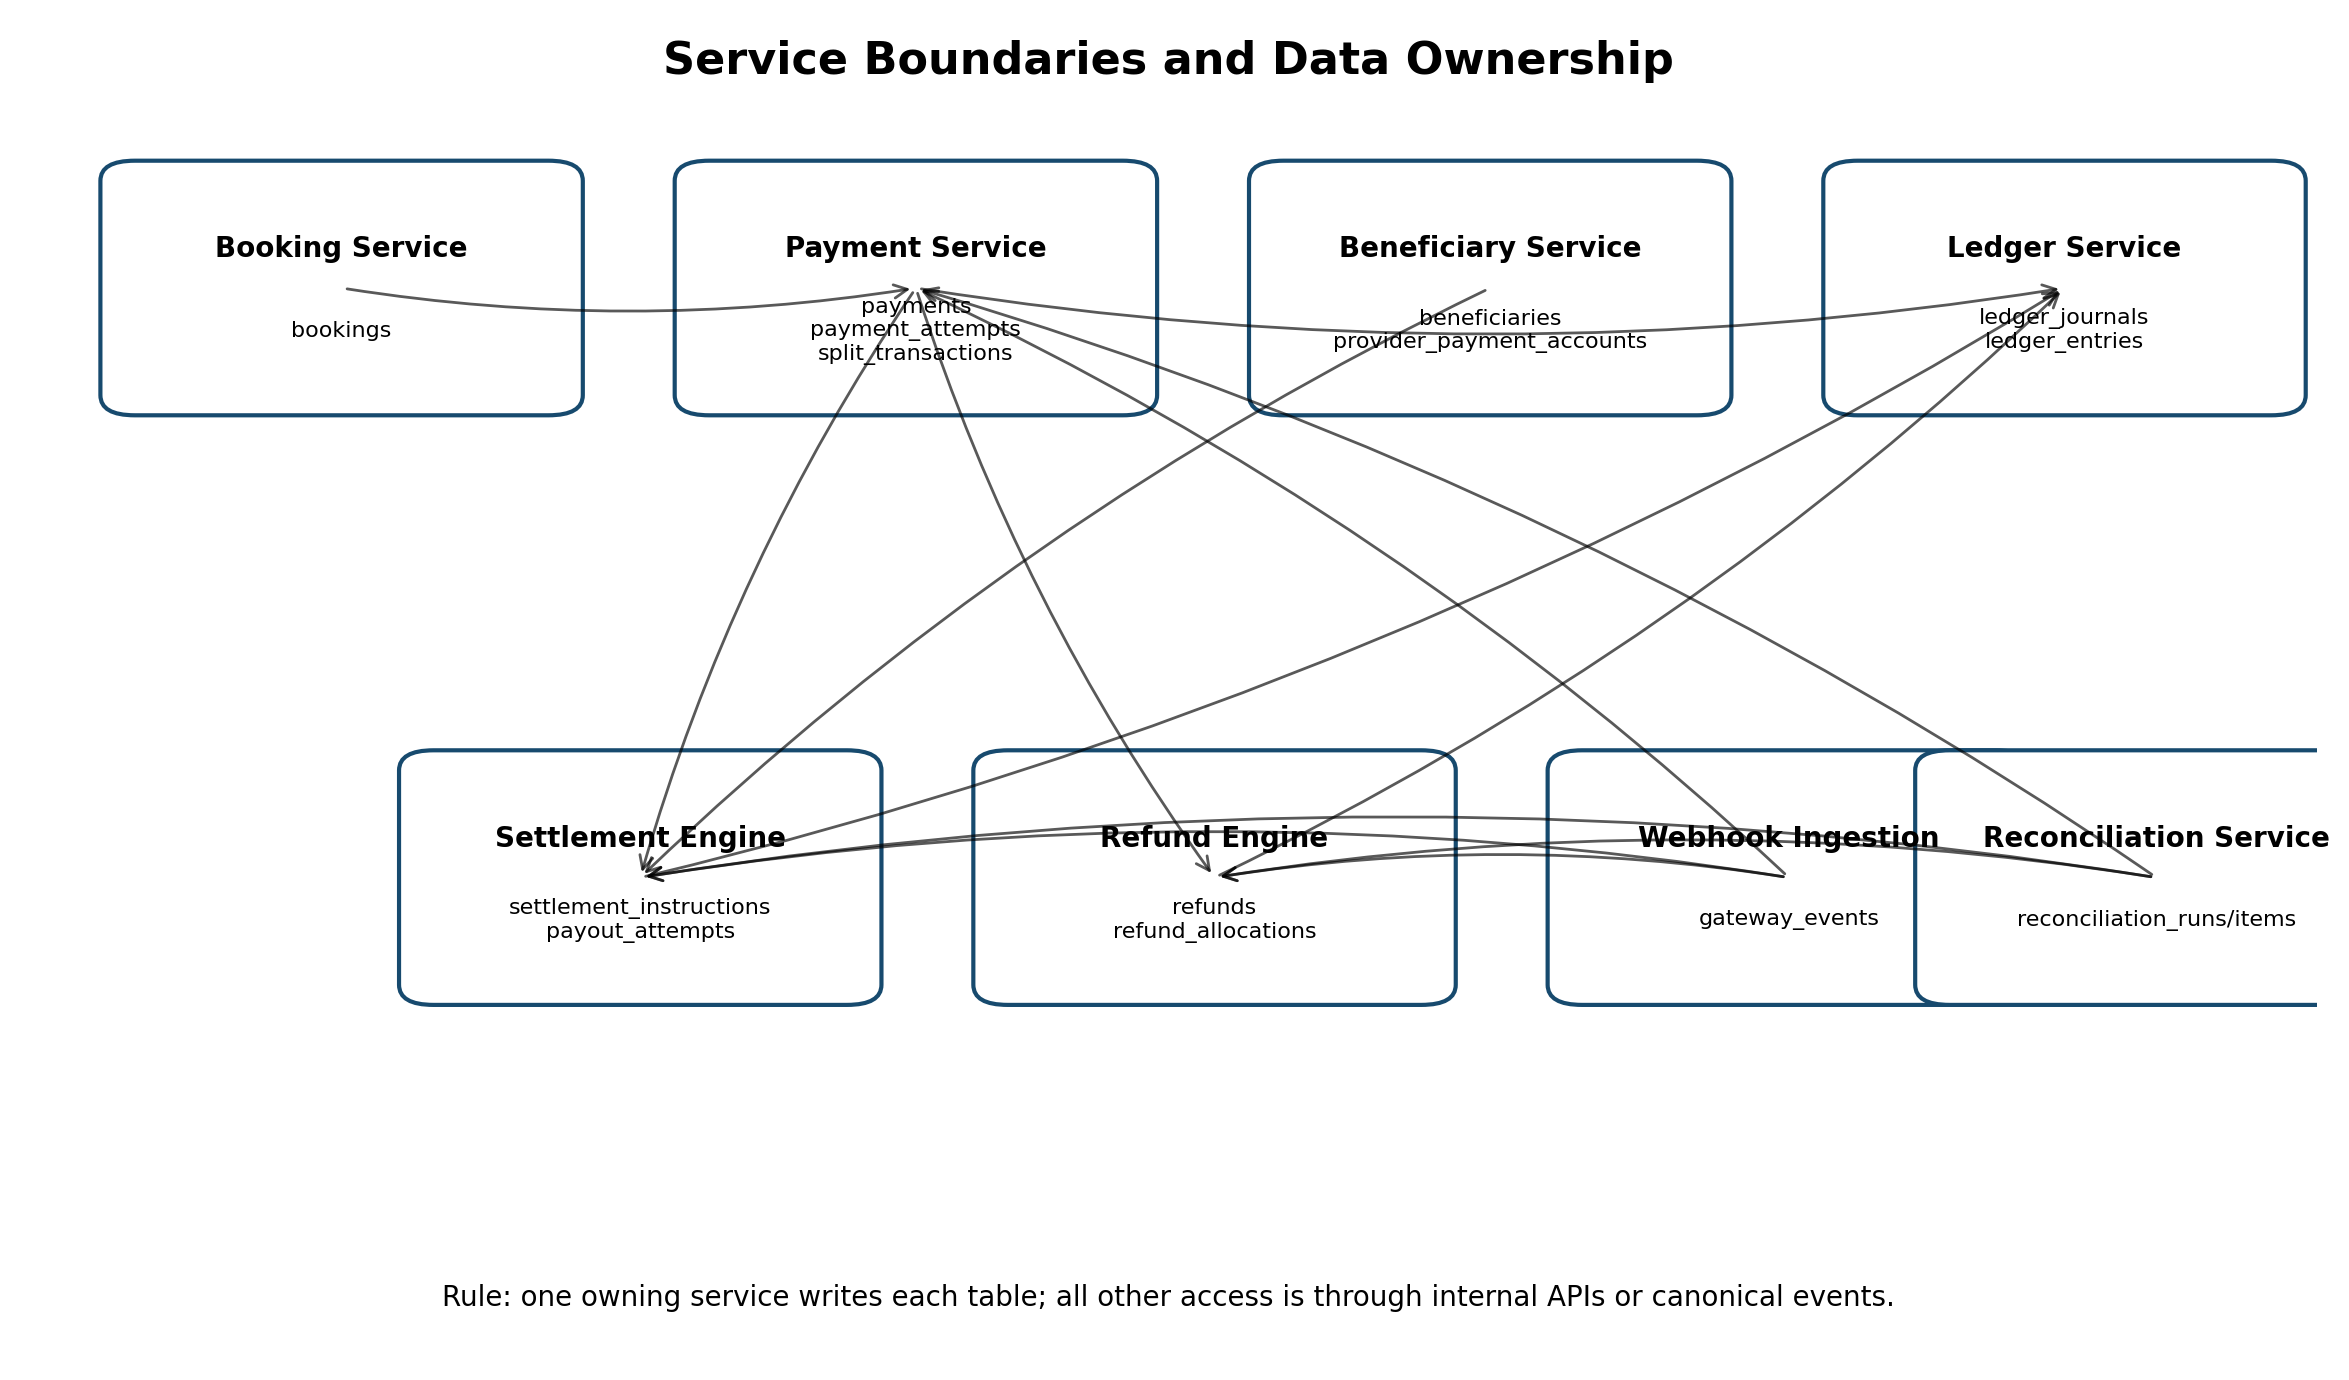 Service Boundaries and Data Ownership
Booking Service
bookings
Payment Service
payments
payment_attempts
split_transactions
Beneficiary Service
beneficiaries
provider_payment_accounts
Ledger Service
ledger_journals
ledger_entries
Settlement Engine
settlement_instructions
payout_attempts
Refund Engine
refunds
refund_allocations
Webhook Ingestion
gateway_events
Reconciliation Service
reconciliation_runs/items
Rule: one owning service writes each table; all other access is through internal APIs or canonical events.